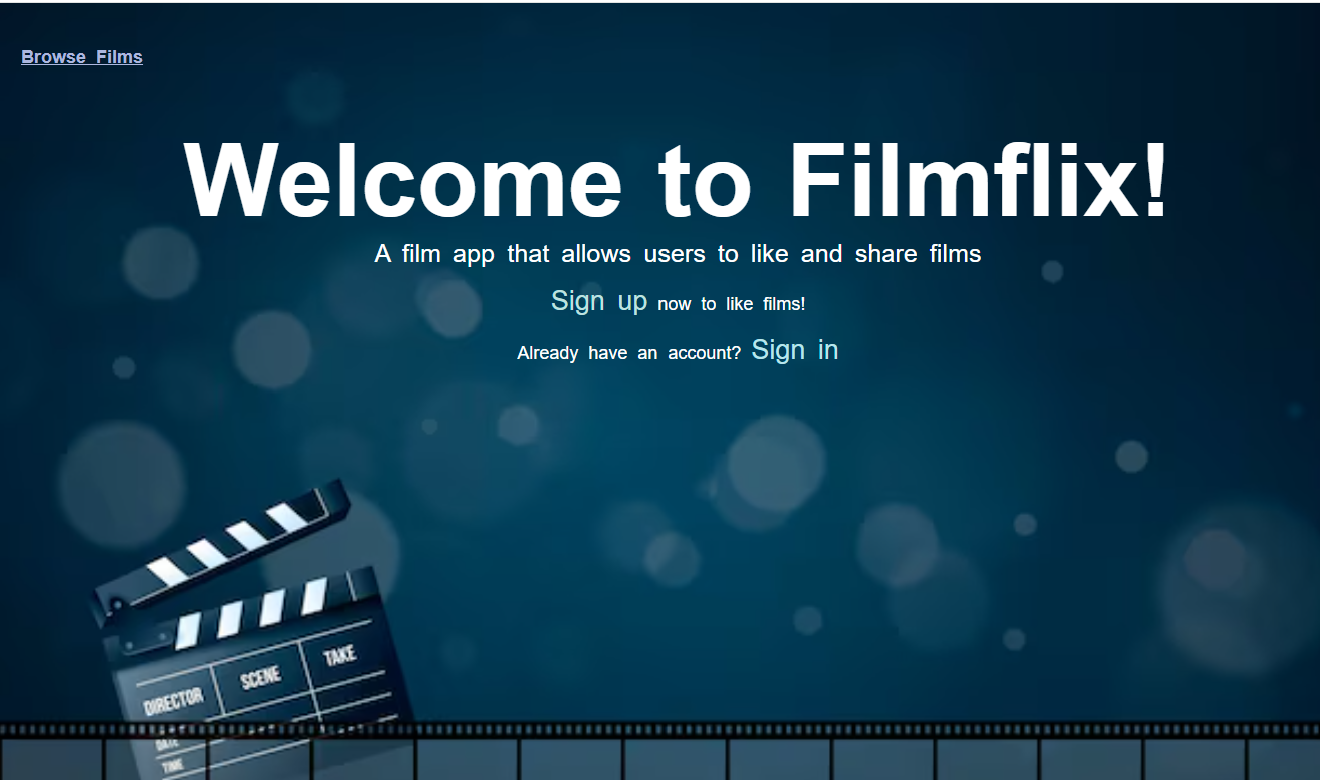 Browse Films
Welcome to Filmflix!
A film app that allows users to like and share films
Sign up now to like films!
Already have an account? Sign in
DIRECTOR SCENE TAKE
DATE
TIME